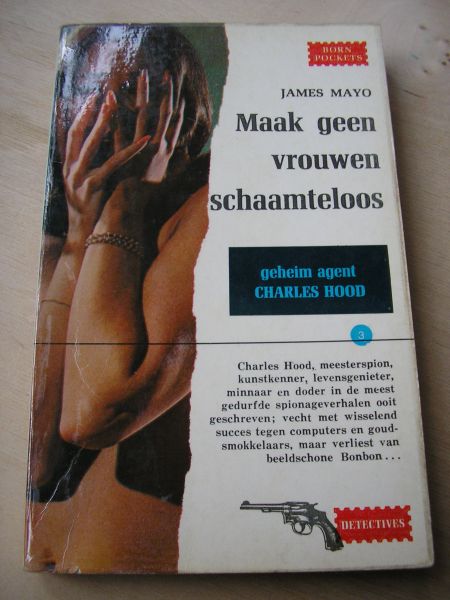 BORN
POCKETS
JAMES MAYO
Maak geen
vrouwen
schaamteloos
geheim agent
CHARLES HOOD
3
Charles Hood, meesterspion,
kunstkenner, levensgenieter,
minnaar en doder in de meest
gedurfde spionageverhalen ooit
geschreven; vecht met wisselend
succes tegen computers en goud-
smokkelaars, maar verliest van
beeldschone Bonbon...
DETECTIVES